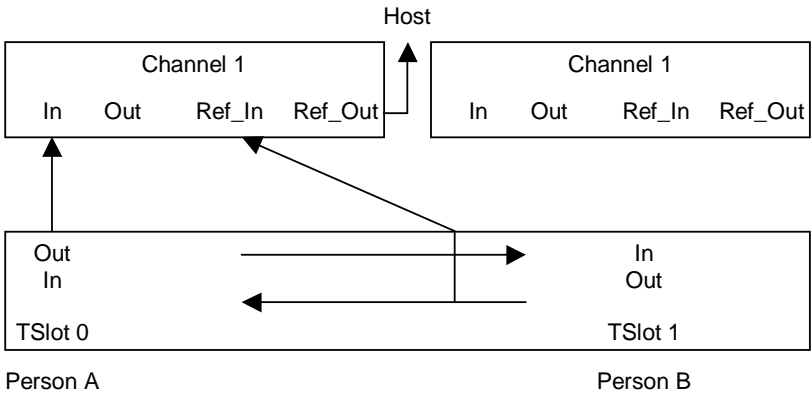 Host
Channel 1 Channel 1
In Out Ref_In Ref_Out In Out Ref_In Ref_Out
Out In
In Out
TSlot 0 TSlot 1
Person A Person B